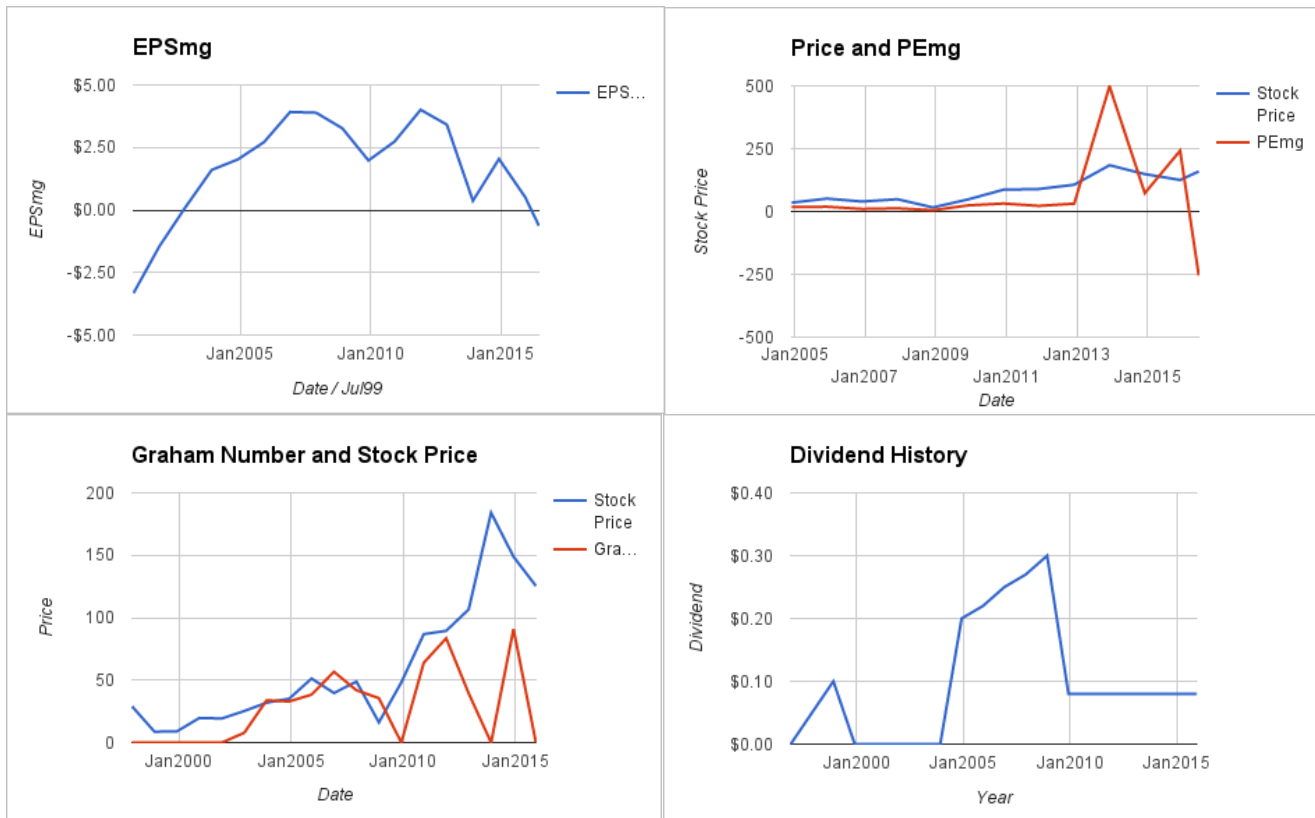 EPSmg
$5.00
$2.50
$0.00
-$2.50
-$5.00
EPSmg
Jan2005
Jan2010
Jan2015
Date / Jul99
EPS…
Price and PEmg
500
250
0
-250
-500
Stock Price
Jan2005
Jan2007
Jan2009
Jan2011
Jan2013
Jan2015
Date
Stock
Price
PEmg
Graham Number and Stock Price
200
150
100
50
0
Price
Jan2000
Jan2005
Jan2010
Jan2015
Date
Stock
Price
Gra…
Dividend History
$0.40
$0.30
$0.20
$0.10
$0.00
Dividend
Jan2000
Jan2005
Jan2010
Jan2015
Year